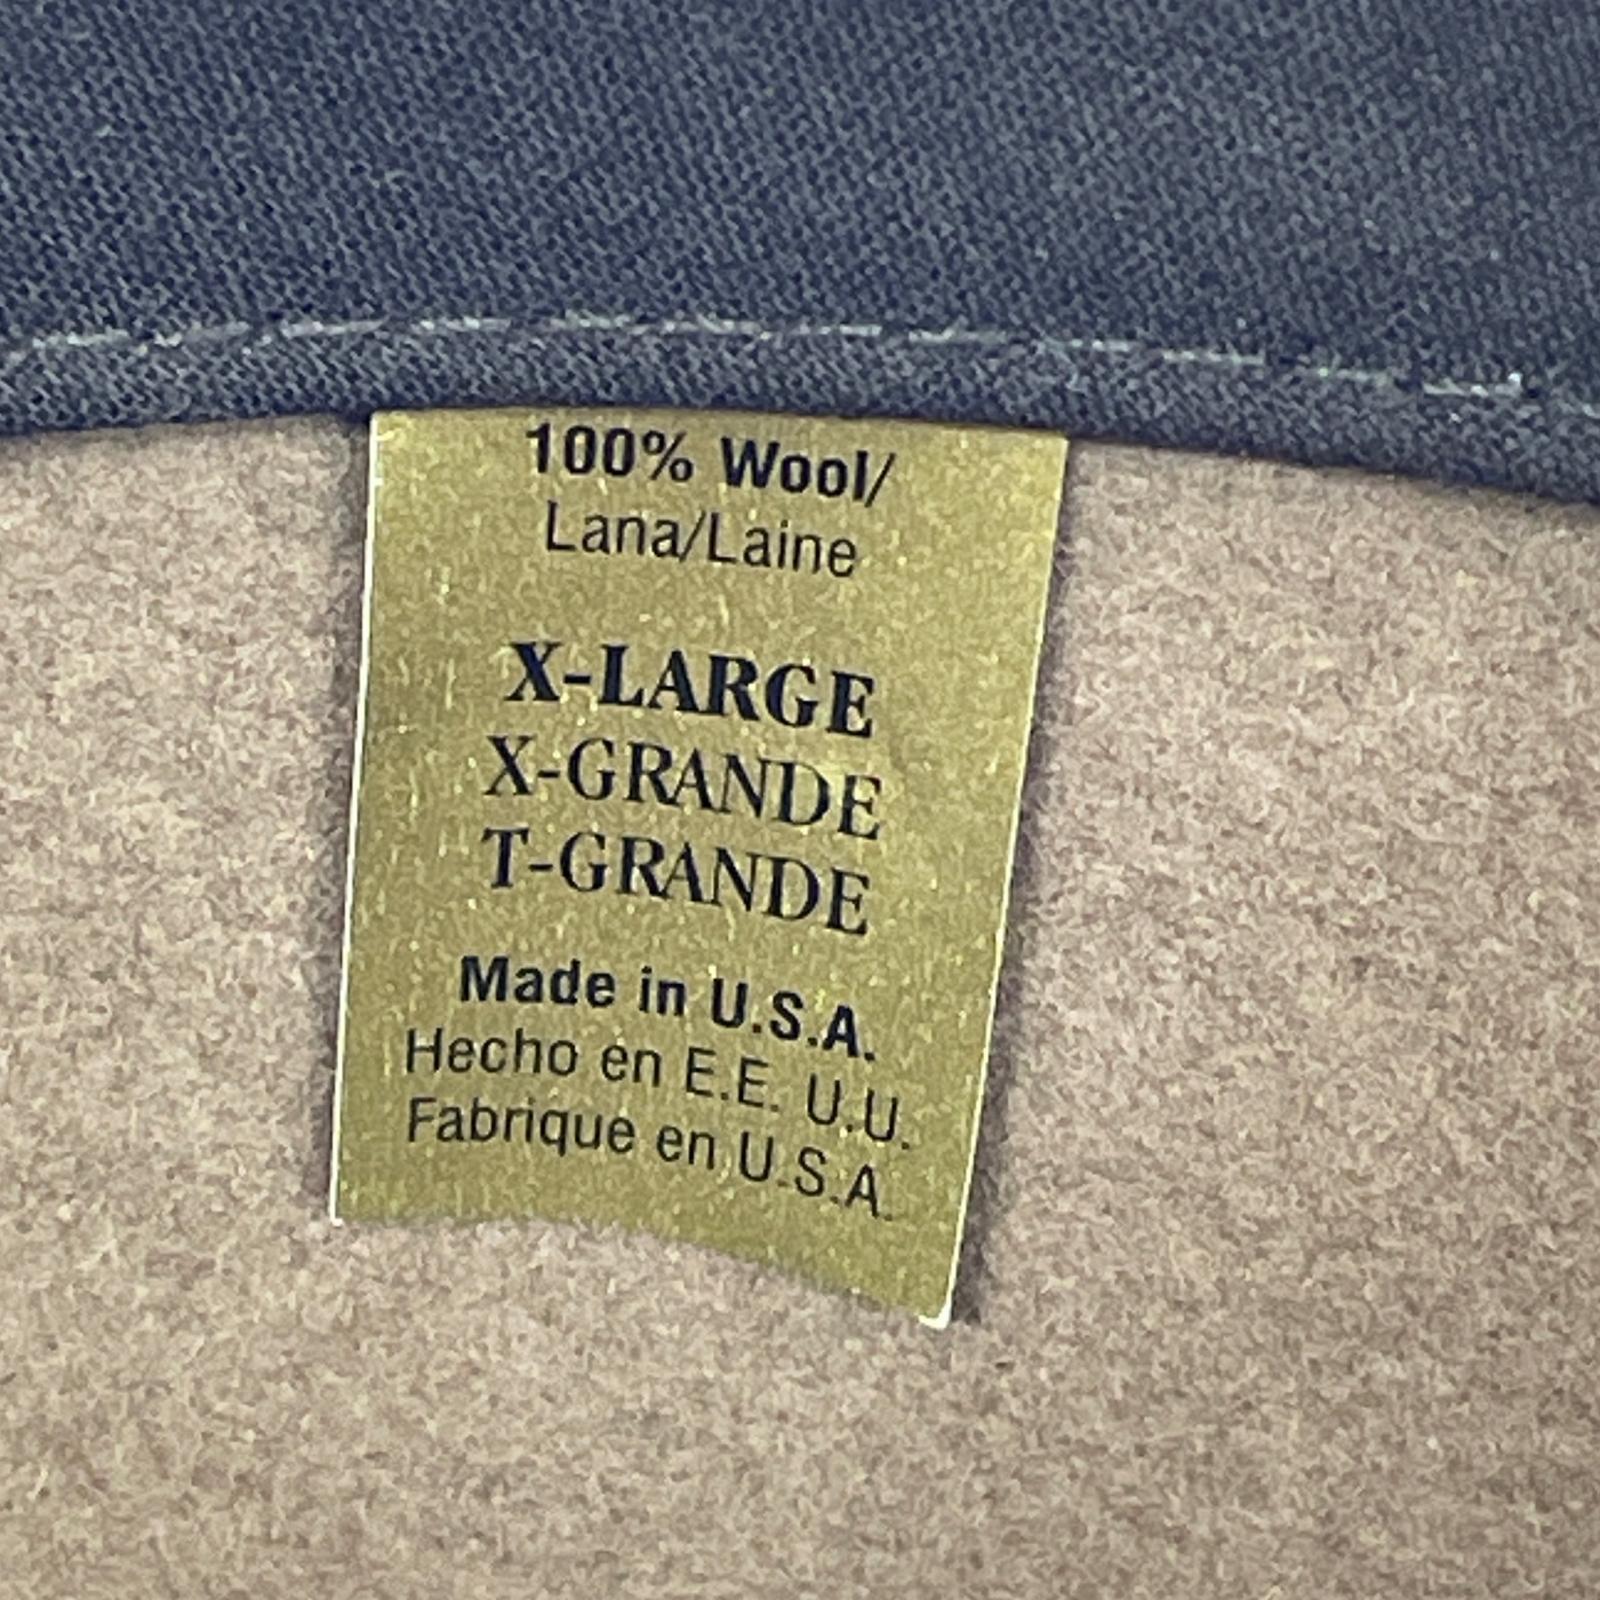 100% Wool/
Lana/Laine
X-LARGE
X-GRANDE
T-GRANDE
Made in U.S.A.
Hecho en E.E. U.U.
Fabrique en U.S.A.